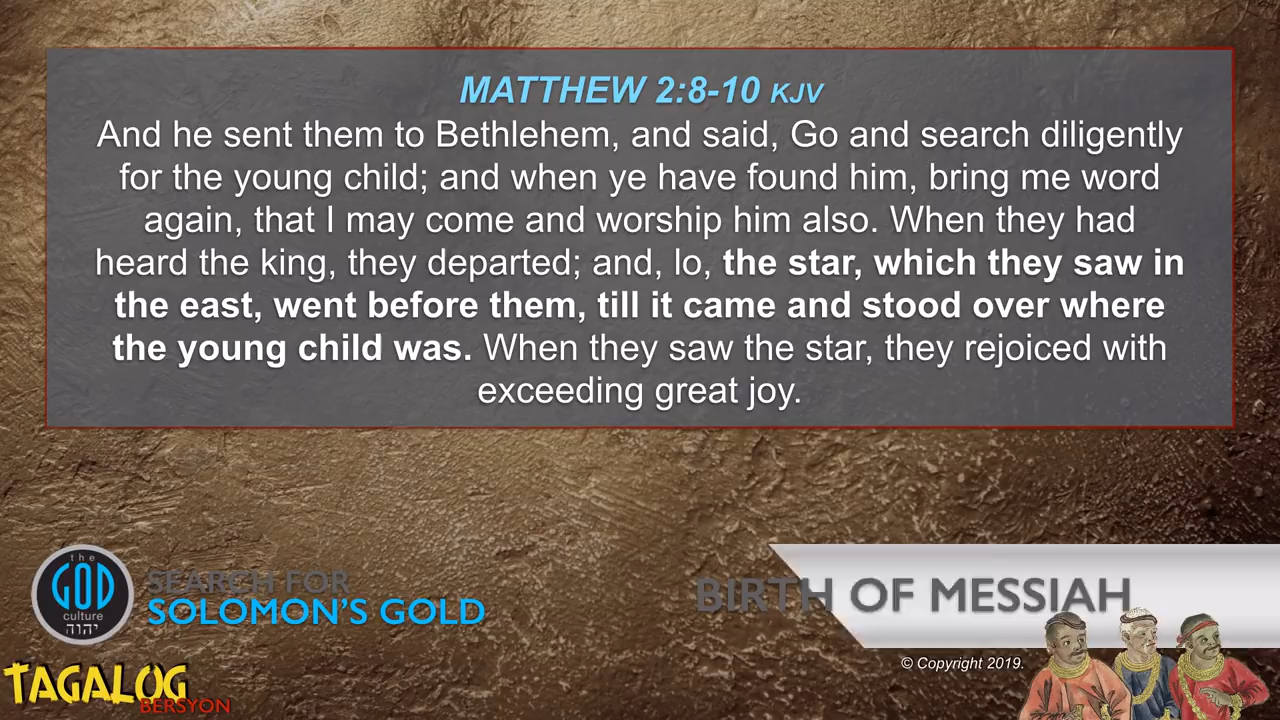 MATTHEW 2:8-10 KJV
And he sent them to Bethlehem, and said, Go and search diligently
for the young child; and when ye have found him, bring me word
again, that I may come and worship him also. When they had
heard the king, they departed; and, lo, the star, which they saw in
the east, went before them, till it came and stood over where
the young child was. When they saw the star, they rejoiced with
exceeding great joy.
the
GOD
culture
יהוה
SEARCH FOR
SOLOMON'S GOLD
BIRTH OF MESSIAH
© Copyright 2019.
TAGALOG
BERSYON